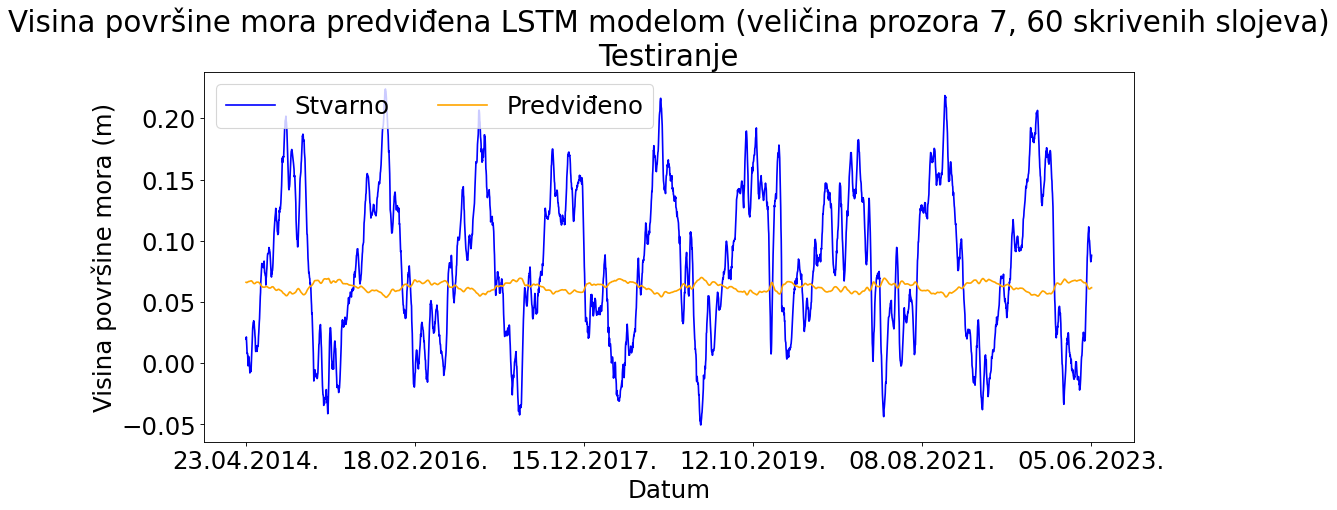 Visina površine mora predviđena LSTM modelom (veličina prozora 7, 60 skrivenih slojeva)
Testiranje
Stvarno Predviđeno
Visina površine mora (m)
0.20
0.15
0.10
0.05
0.00
−0.05
23.04.2014. 18.02.2016. 15.12.2017. 12.10.2019. 08.08.2021. 05.06.2023.
Datum